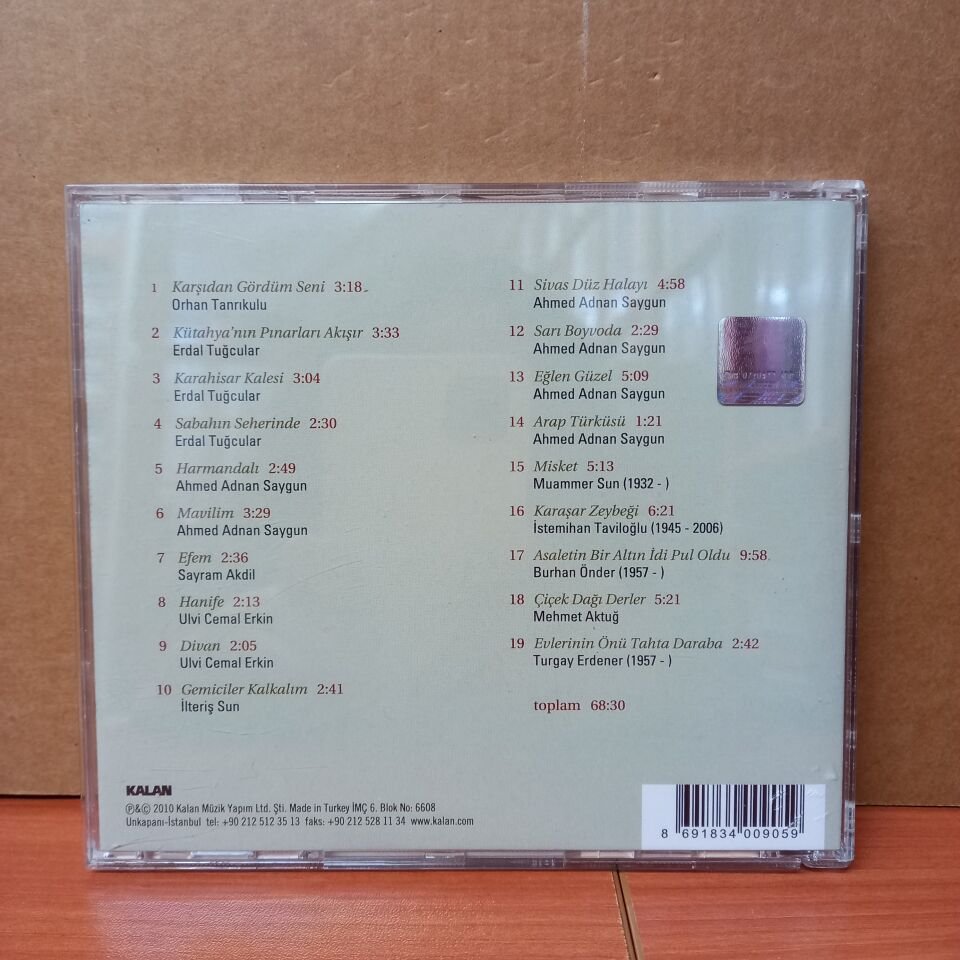 1 Karşıdan Gördüm Seni 3:18
Orhan Tanrıkulu
2 Kütahya'nın Pınarları Akışır 3:33
Erdal Tuğcular
3 Karahisar Kalesi 3:04
Erdal Tuğcular
4 Sabahın Seherinde 2:30
Erdal Tuğcular
5 Harmandalı 2:49
Ahmed Adnan Saygun
6 Mavilim 3:29
Ahmed Adnan Saygun
7 Efem 2:36
Sayram Akdil
8 Hanife 2:13
Ulvi Cemal Erkin
9 Divan 2:05
Ulvi Cemal Erkin
10 Gemiciler Kalkalım 2:41
İlteriş Sun
11 Sivas Düz Halayı 4:58
Ahmed Adnan Saygun
12 Sarı Boyvoda 2:29
Ahmed Adnan Saygun
13 Eğlen Güzel 5:09
Ahmed Adnan Saygun
14 Arap Türküsü 1:21
Ahmed Adnan Saygun
15 Misket 5:13
Muammer Sun (1932 - )
16 Karaşar Zeybeği 6:21
İstemihan Taviloğlu (1945 - 2006)
17 Asaletin Bir Altın İdi Pul Oldu 9:58
Burhan Önder (1957 - )
18 Çiçek Dağı Derler 5:21
Mehmet Aktuğ
19 Evlerinin Önü Tahta Daraba 2:42
Turgay Erdener (1957 - )
toplam 68:30
KALAN
℗&© 2010 Kalan Müzik Yapım Ltd. Şti. Made in Turkey İMÇ 6. Blok No: 6608
Unkapanı-İstanbul tel: +90 212 512 35 13 faks: +90 212 528 11 34 www.kalan.com
8 691834 009059